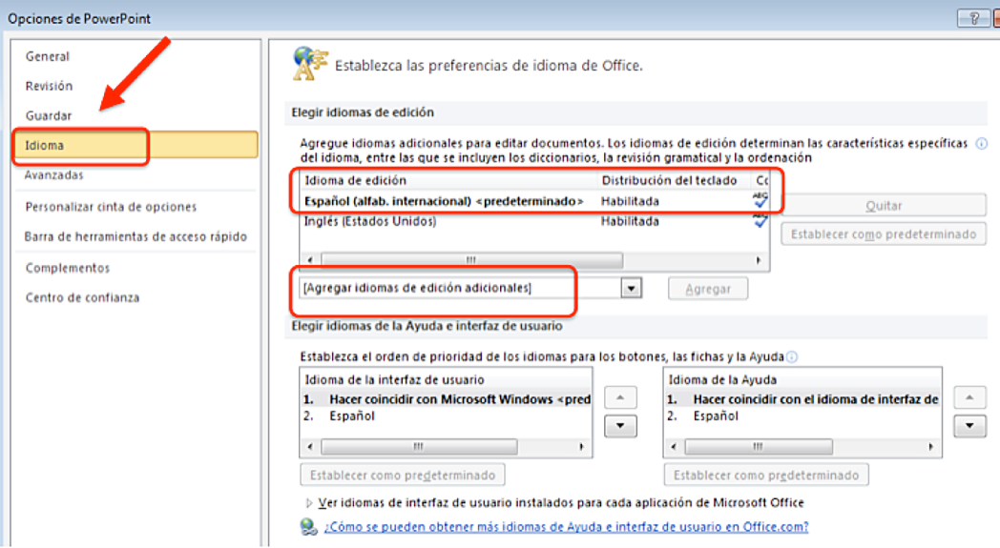 Opciones de PowerPoint
General
Revisión
Guardar
Idioma
Avanzadas
Personalizar cinta de opciones
Barra de herramientas de acceso rápido
Complementos
Centro de confianza
Establezca las preferencias de idioma de Office.
Elegir idiomas de edición
Agregue idiomas adicionales para editar documentos. Los idiomas de edición determinan las características específicas
del idioma, entre las que se incluyen los diccionarios, la revisión gramatical y la ordenación
Idioma de edición Distribución del teclado Co
Español (alfab. internacional) <predeterminado> Habilitada
Inglés (Estados Unidos) Habilitada
Quitar
Establecer como predeterminado
[Agregar idiomas de edición adicionales] Agregar
Elegir idiomas de la Ayuda e interfaz de usuario
Establezca el orden de prioridad de los idiomas para los botones, las fichas y la Ayuda
Idioma de la interfaz de usuario
1. Hacer coincidir con Microsoft Windows <pred
2. Español
Establecer como predeterminado
Idioma de la Ayuda
1. Hacer coincidir con el idioma de interfaz de
2. Español
Establecer como predeterminado
Ver idiomas de interfaz de usuario instalados para cada aplicación de Microsoft Office
¿Cómo se pueden obtener más idiomas de Ayuda e interfaz de usuario en Office.com?